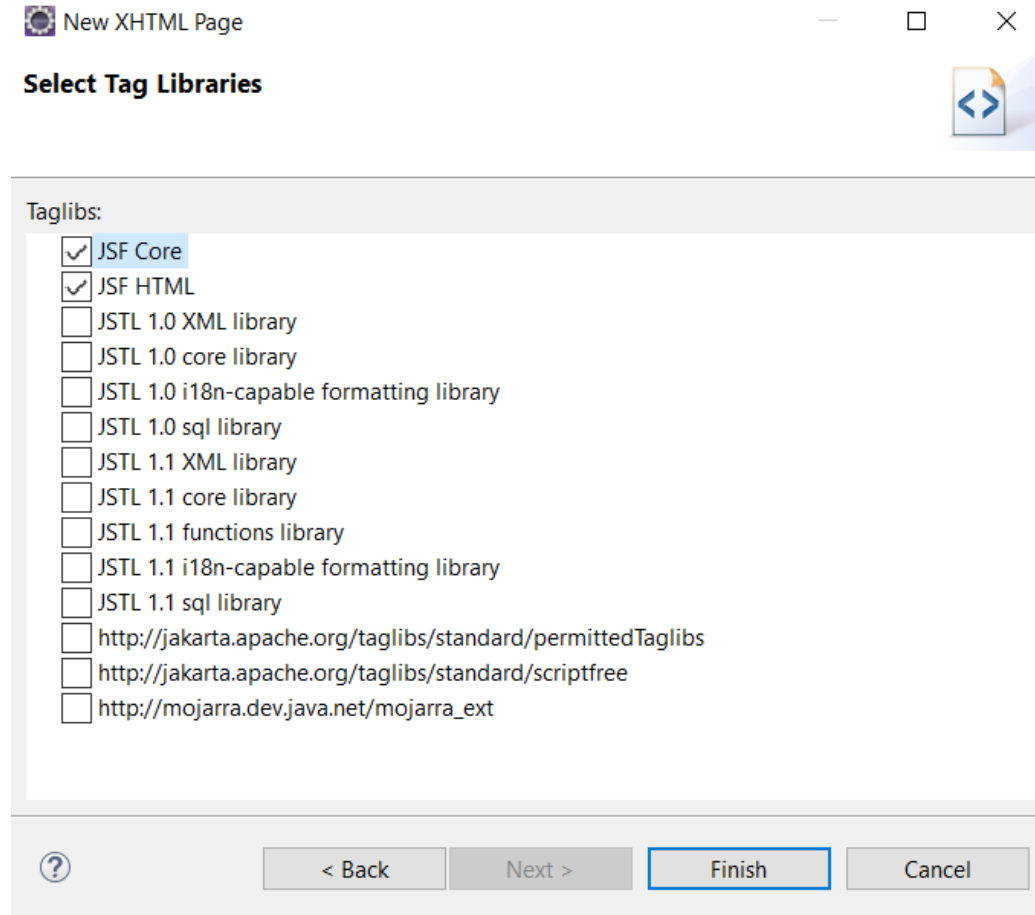 New XHTML Page
Select Tag Libraries
Taglibs:
JSF Core
JSF HTML
JSTL 1.0 XML library
JSTL 1.0 core library
JSTL 1.0 i18n-capable formatting library
JSTL 1.0 sql library
JSTL 1.1 XML library
JSTL 1.1 core library
JSTL 1.1 functions library
JSTL 1.1 i18n-capable formatting library
JSTL 1.1 sql library
http://jakarta.apache.org/taglibs/standard/permittedTaglibs
http://jakarta.apache.org/taglibs/standard/scriptfree
http://mojarra.dev.java.net/mojarra_ext
? < Back Next > Finish Cancel